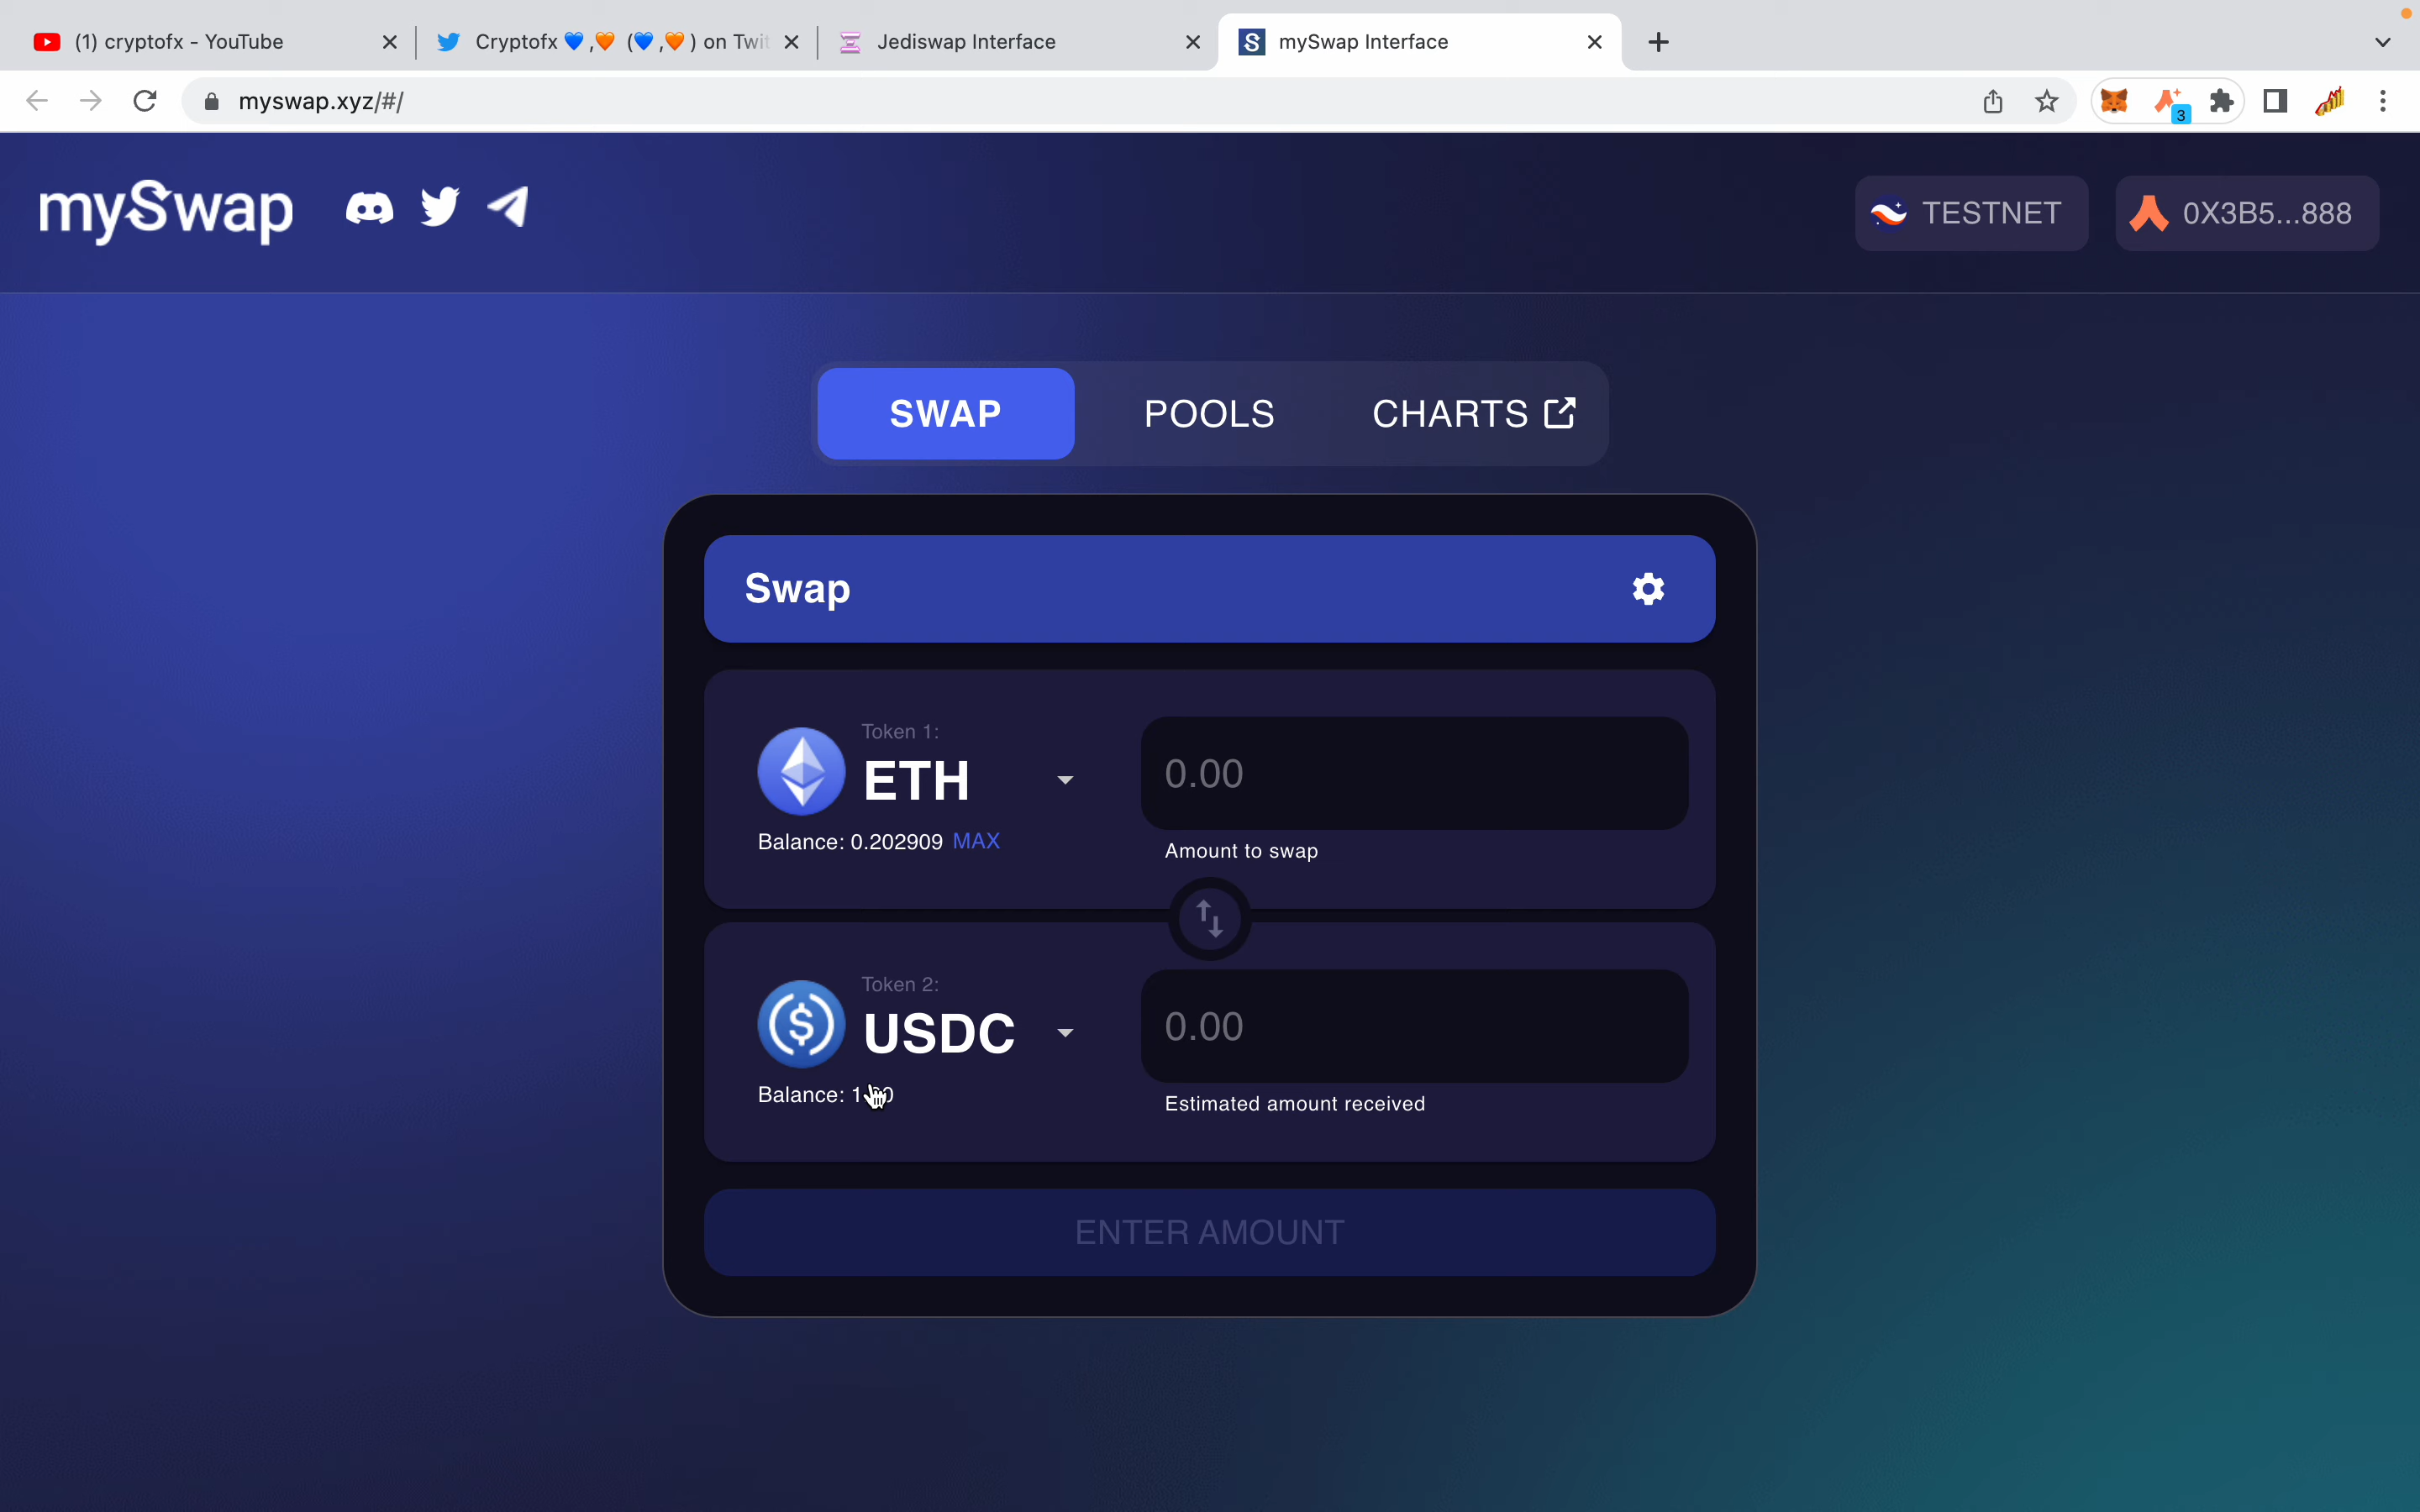 (1) cryptofx - YouTube
Cryptofx 💙,🧡 (💙,🧡) on Twit
Jediswap Interface
mySwap Interface
myswap.xyz/#/
3
mySwap
TESTNET
0X3B5...888
SWAP
POOLS
CHARTS
Swap
Token 1:
ETH
0.00
Balance: 0.202909 MAX
Amount to swap
Token 2:
USDC
0.00
Balance:
Estimated amount received
ENTER AMOUNT